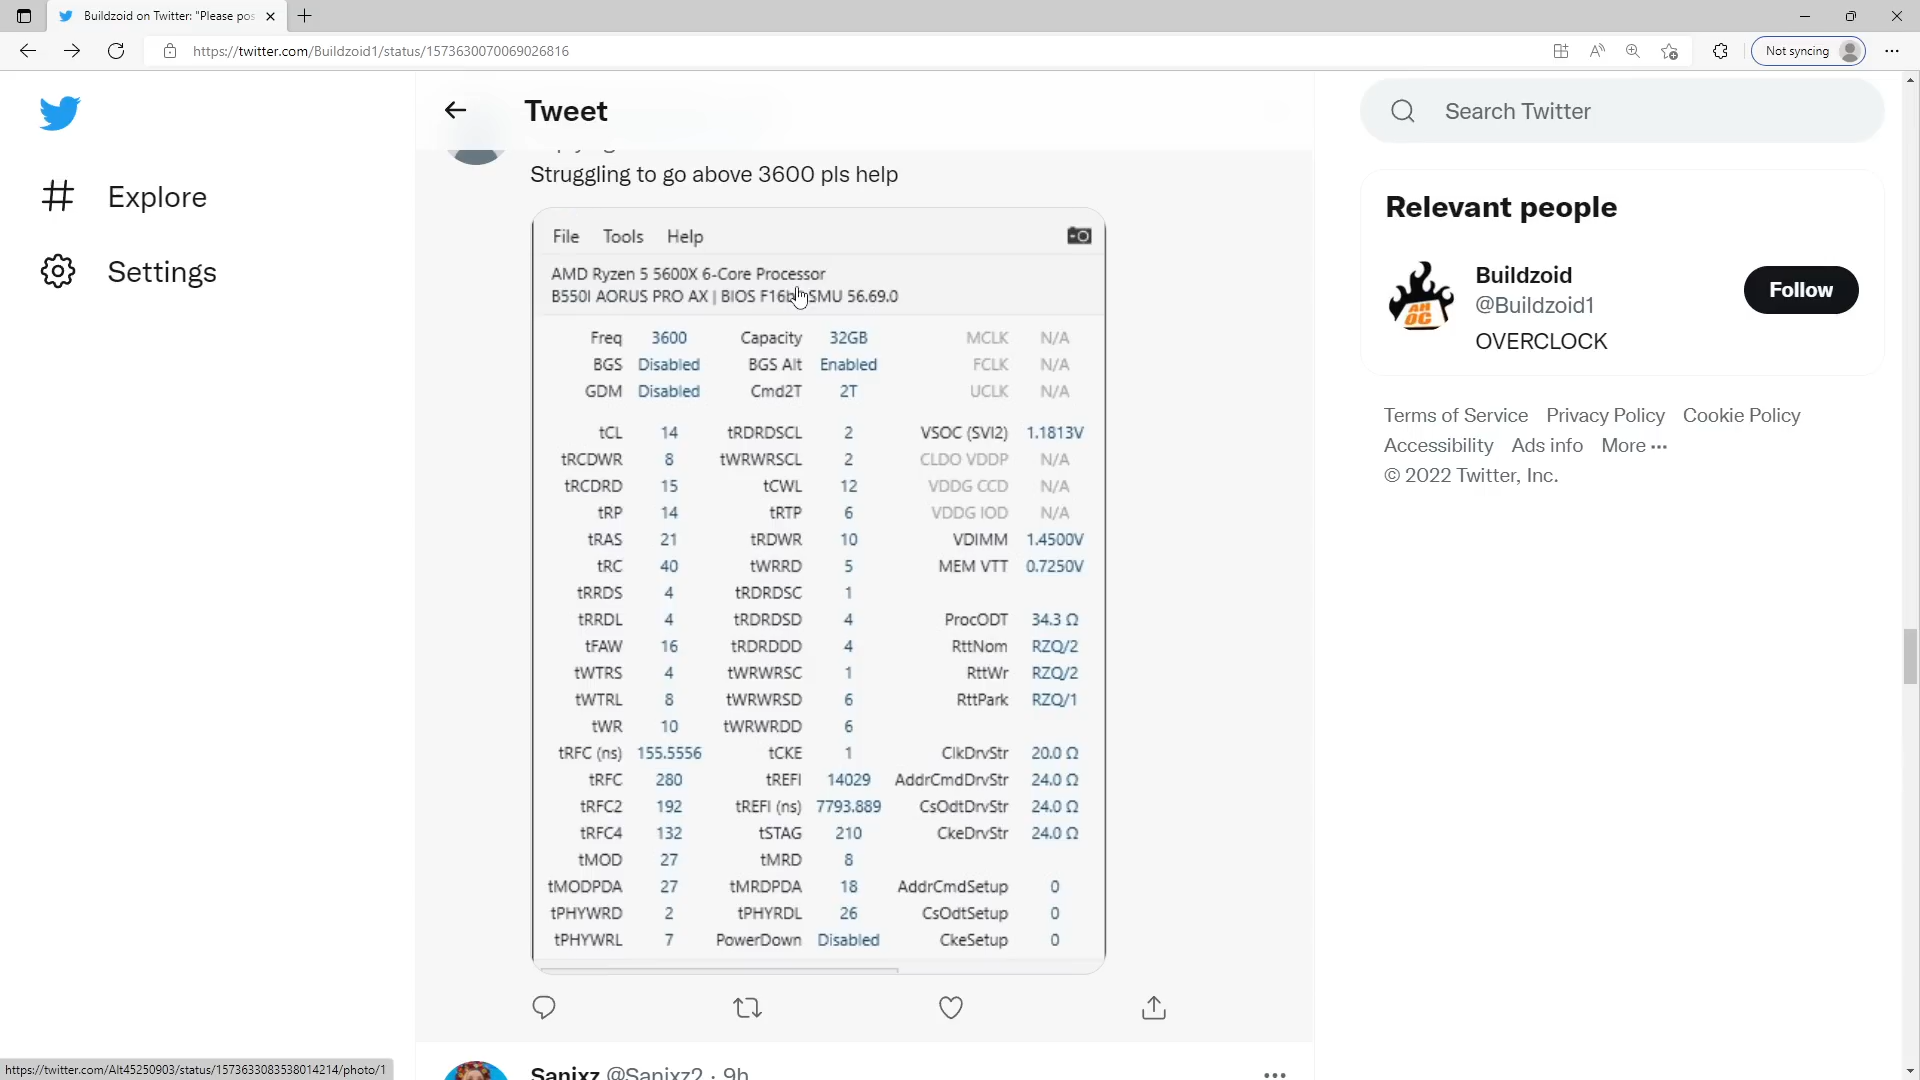 Buildzoid on Twitter: "Please pos
https://twitter.com/Buildzoid1/status/1573630070069026816
Not syncing
Explore
Settings
Tweet
Struggling to go above 3600 pls help
File Tools Help
AMD Ryzen 5 5600X 6-Core Processor
B550I AORUS PRO AX | BIOS SMU 56.69.0
Freq 3600 Capacity 32GB MCLK N/A
BGS Disabled BGS Alt Enabled FCLK N/A
GDM Disabled Cmd2T 2T UCLK N/A
tCL 14 tRDRDSCL 2 VSOC (SVI2) 1.1813V
tRCDWR 8 tWRWRSCL 2 CLDO VDDP N/A
tRCDRD 15 tCWL 12 VDDG CCD N/A
tRP 14 tRTP 6 VDDG IOD N/A
tRAS 21 tRDWR 10 VDIMM 1.4500V
tRC 40 tWRRD 5 MEM VTT 0.7250V
tRRDS 4 tRDRDSC 1
tRRDL 4 tRDRDSD 4 ProcODT 34.3 Ω
tFAW 16 tRDRDDD 4 RttNom RZQ/2
tWTRS 4 tWRWRSC 1 RttWr RZQ/2
tWTRL 8 tWRWRSD 6 RttPark RZQ/1
tWR 10 tWRWRDD 6
tRFC (ns) 155.5556 tCKE 1 ClkDrvStr 20.0 Ω
tRFC 280 tREFI 14029 AddrCmdDrvStr 24.0 Ω
tRFC2 192 tREFI (ns) 7793.889 CsOdtDrvStr 24.0 Ω
tRFC4 132 tSTAG 210 CkeDrvStr 24.0 Ω
tMOD 27 tMRD 8
tMODPDA 27 tMRDPDA 18 AddrCmdSetup 0
tPHYWRD 2 tPHYRDL 26 CsOdtSetup 0
tPHYWRL 7 PowerDown Disabled CkeSetup 0
Sanixz @Sanixz2 · 9h
Search Twitter
Relevant people
Buildzoid
@Buildzoid1
OVERCLOCK
AH
OC
Follow
Terms of Service Privacy Policy Cookie Policy
Accessibility Ads info More ···
© 2022 Twitter, Inc.
https://twitter.com/Alt45250903/status/1573633083538014214/photo/1